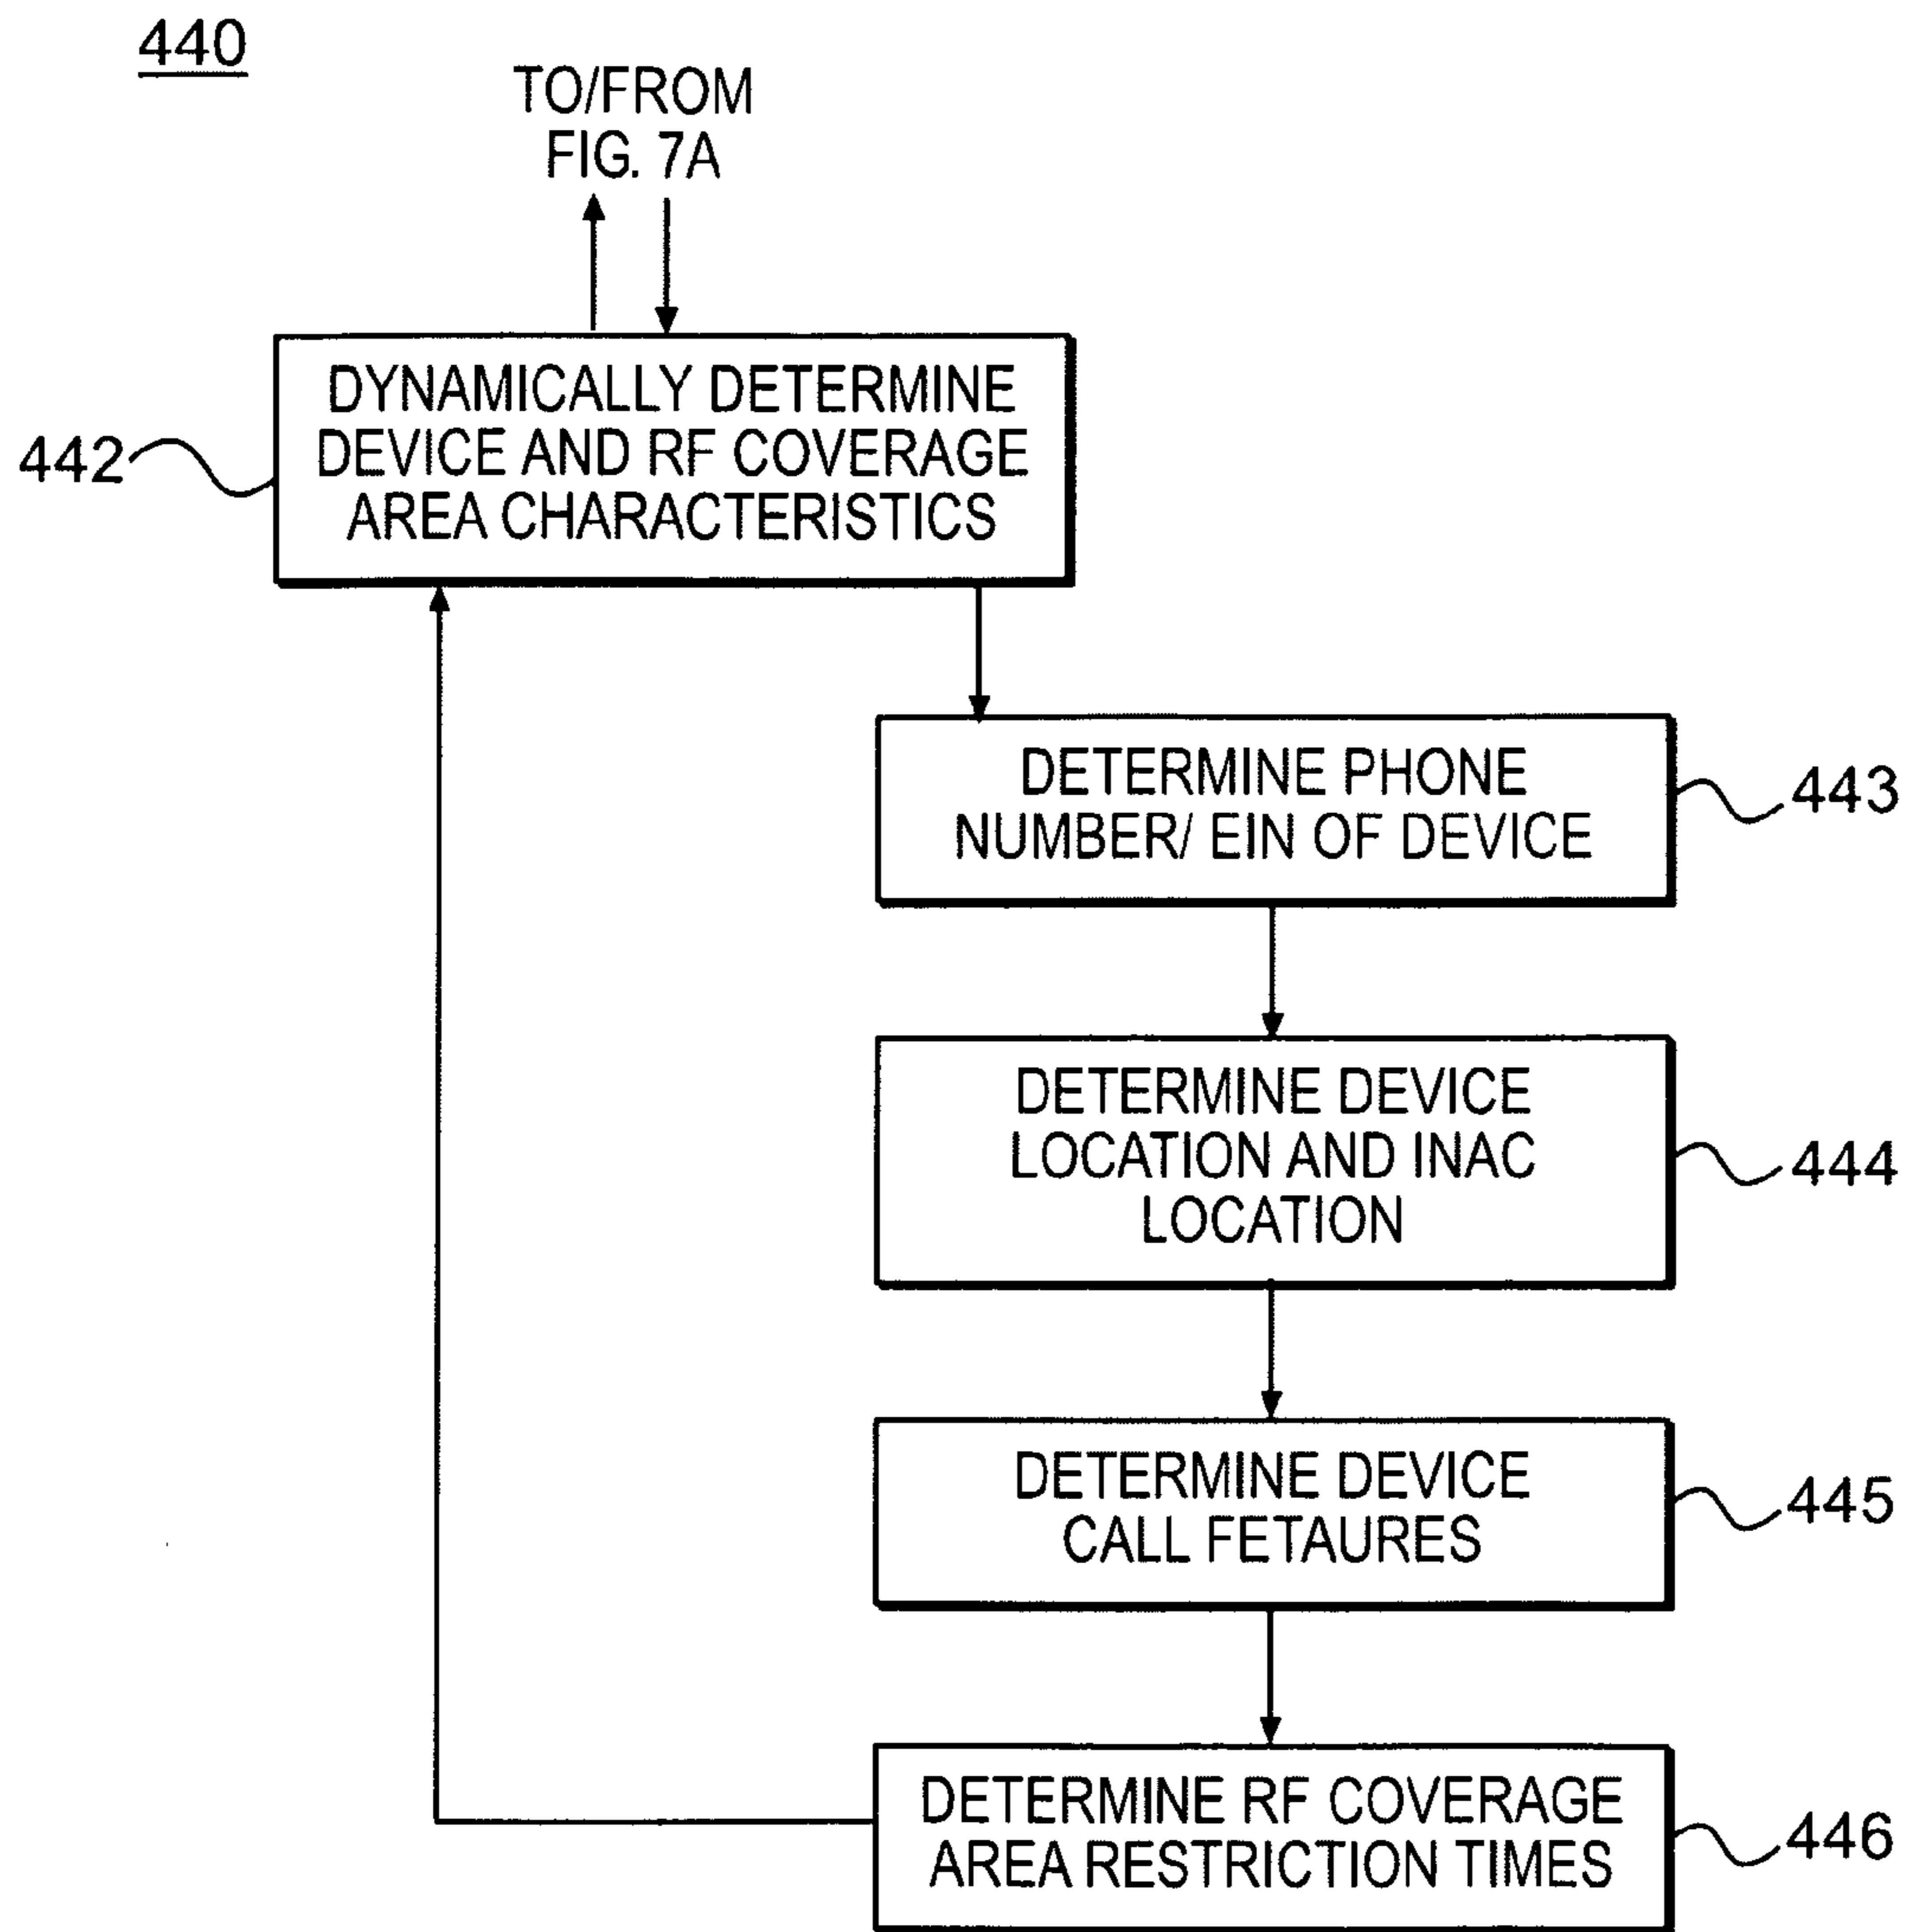 440
TO/FROM
FIG. 7A
DYNAMICALLY DETERMINE
DEVICE AND RF COVERAGE
AREA CHARACTERISTICS
442
DETERMINE PHONE
NUMBER/ EIN OF DEVICE
443
DETERMINE DEVICE
LOCATION AND INAC
LOCATION
444
DETERMINE DEVICE
CALL FETAURES
445
DETERMINE RF COVERAGE
AREA RESTRICTION TIMES
446